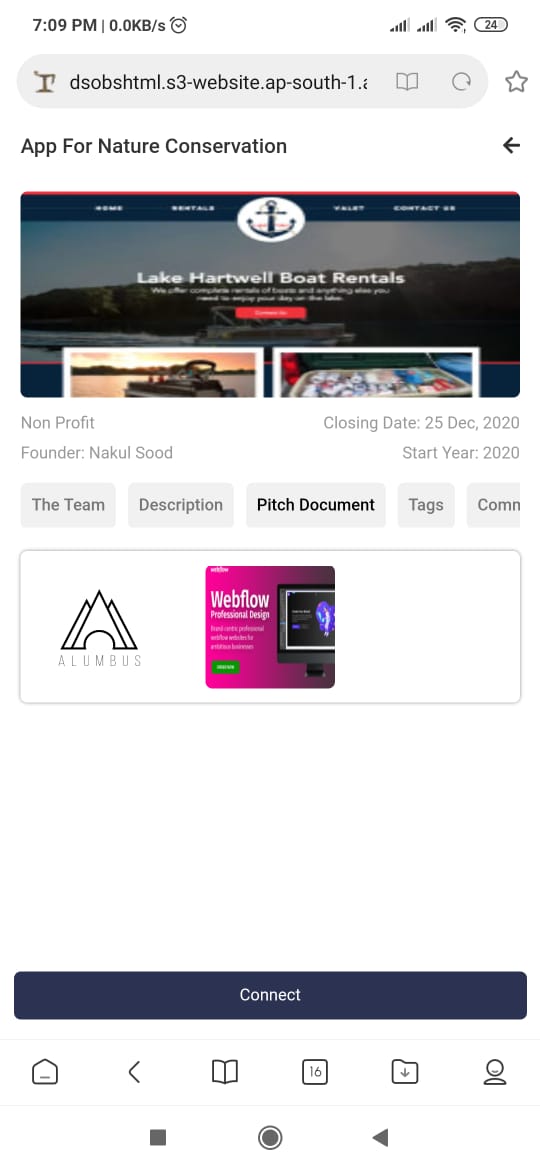 7:09 PM | 0.0KB/s
24
dsobshtml.s3-website.ap-south-1.a
App For Nature Conservation
HOME RENTALS VALET CONTACT US
Lake Hartwell Boat Rentals
We offer complete rentals of boats and anything else you
need to enjoy your day on the lake.
Contact Us
Non Profit Closing Date: 25 Dec, 2020
Founder: Nakul Sood Start Year: 2020
The Team Description Pitch Document Tags Comn
ALUMBUS
webflow
Webflow
Professional Design
Brand-centric professional
webflow websites for
ambitious businesses
Connect
16